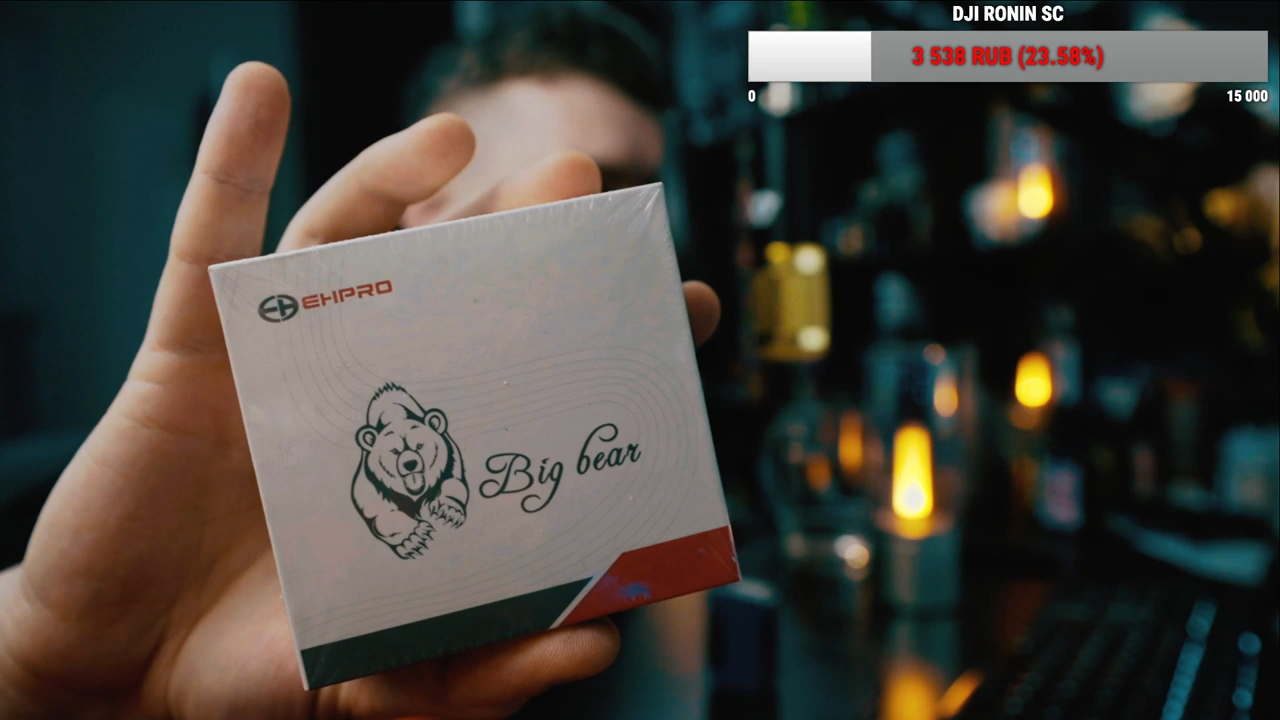 DJI RONIN SC
3 538 RUB (23.58%)
0
15 000
EHPRO
Big bear